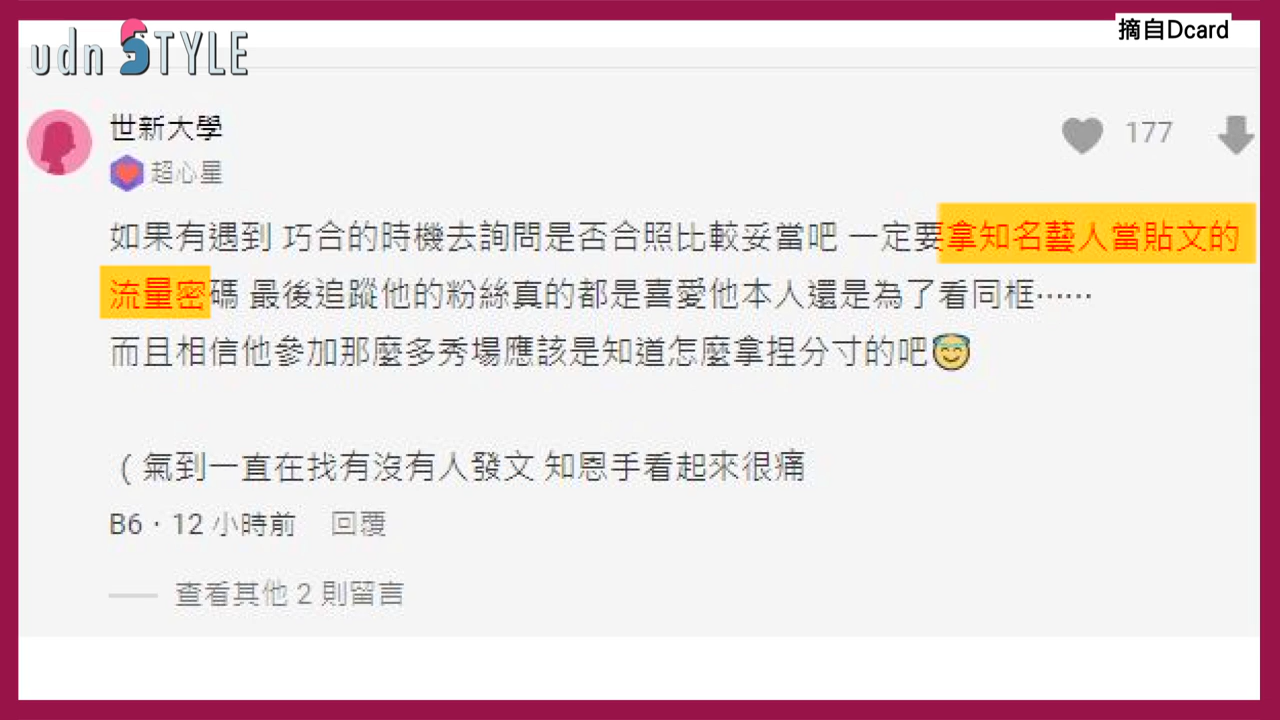 udn STYLE
摘自Dcard
世新大學
177
超心星
如果有遇到 巧合的時機去詢問是否合照比較妥當吧 一定要拿知名藝人當貼文的
流量密碼 最後追蹤他的粉絲真的都是喜愛他本人還是為了看同框……
而且相信他參加那麼多秀場應該是知道怎麼拿捏分寸的吧😇
（氣到一直在找有沒有人發文 知恩手看起來很痛
B6・12 小時前 回覆
查看其他 2 則留言